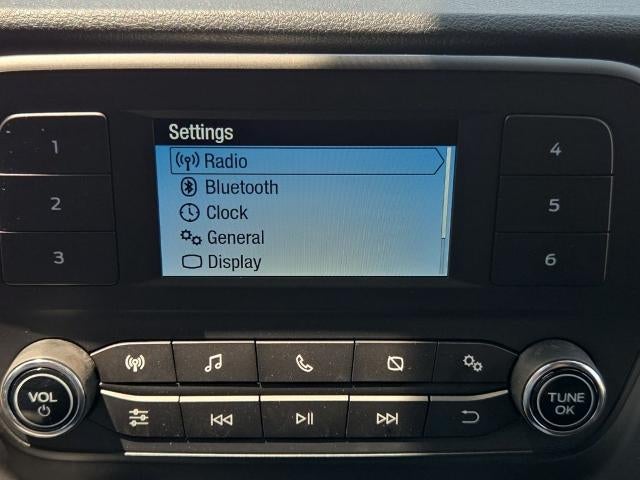 Settings
Radio
Bluetooth
Clock
General
Display
1
2
3
4
5
6
VOL
TUNE
OK